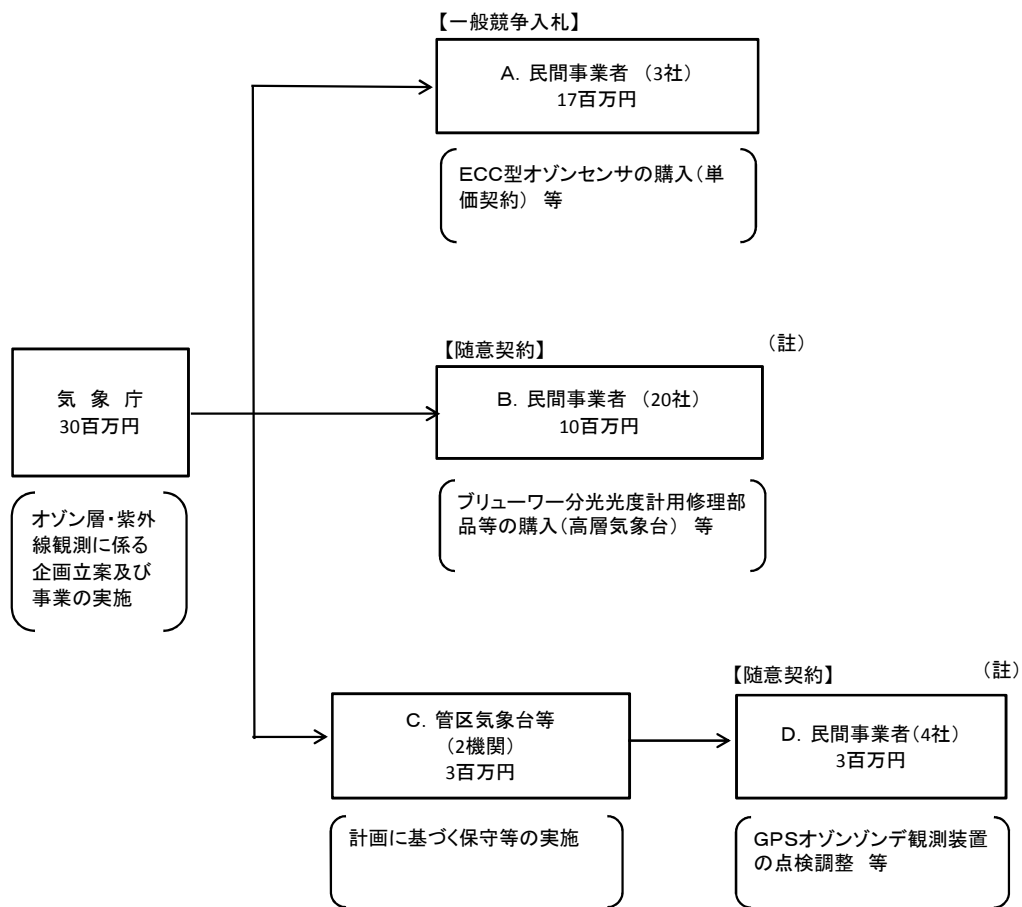 【一般競争入札】
A. 民間事業者 （3社）
17百万円
ECC型オゾンセンサの購入（単
価契約） 等
【随意契約】
（註）
気 象 庁
30百万円
B. 民間事業者 （20社）
10百万円
オゾン層・紫外
線観測に係る
企画立案及び
事業の実施
ブリューワー分光光度計用修理部
品等の購入（高層気象台） 等
【随意契約】
（註）
C. 管区気象台等
（2機関）
3百万円
D. 民間事業者（4社）
3百万円
計画に基づく保守等の実施
GPSオゾンゾンデ観測装置
の点検調整 等